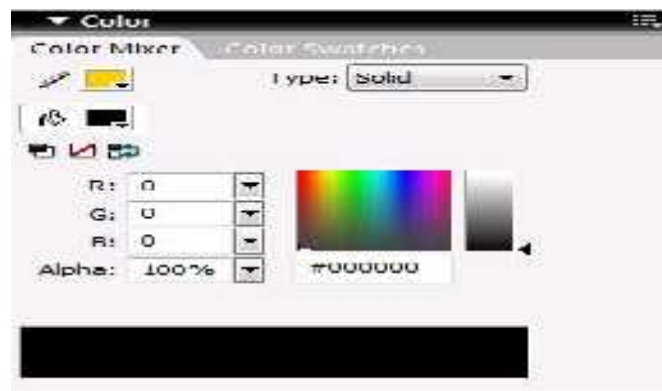 Color
Color Mixer Color Swatches
Type: Solid
R: 0
G: 0
B: 0
Alpha: 100%
#000000